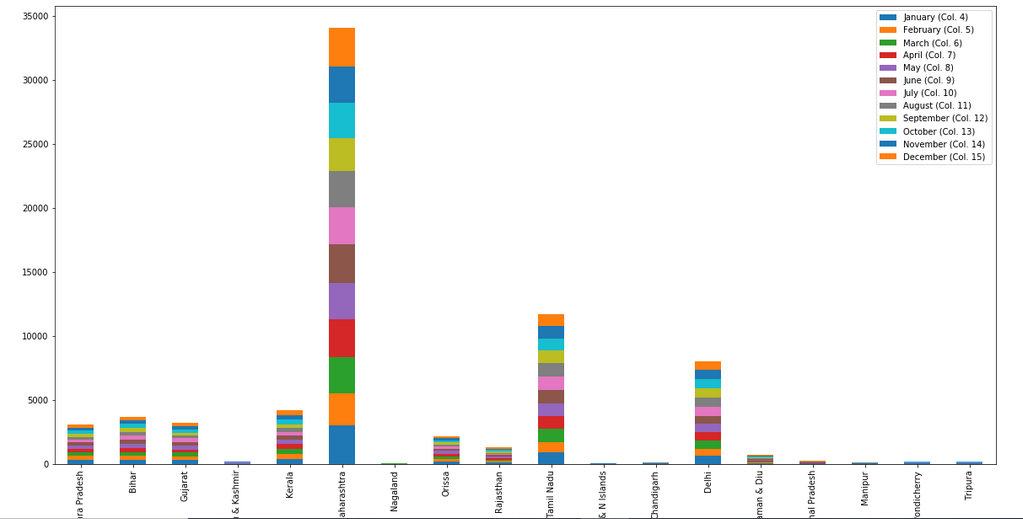 35000
30000
25000
20000
15000
10000
5000
0
January (Col. 4)
February (Col. 5)
March (Col. 6)
April (Col. 7)
May (Col. 8)
June (Col. 9)
July (Col. 10)
August (Col. 11)
September (Col. 12)
October (Col. 13)
November (Col. 14)
December (Col. 15)
ra Pradesh
Bihar
Gujarat
& Kashmir
Kerala
aharashtra
Nagaland
Orissa
Rajasthan
Tamil Nadu
& N Islands
Chandigarh
Delhi
aman & Diu
hal Pradesh
Manipur
ondicherry
Tripura